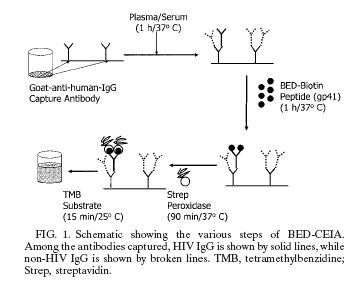 Plasma/Serum
(1 h/37° C)
Goat-anti-human-IgG
Capture Antibody
BED-Biotin
Peptide (gp41)
(1 h/37° C)
TMB
Substrate
(15 min/25° C)
Strep
Peroxidase
(90 min/37° C)
FIG. 1. Schematic showing the various steps of BED-CEIA.
Among the antibodies captured, HIV IgG is shown by solid lines, while
non-HIV IgG is shown by broken lines. TMB, tetramethylbenzidine;
Strep, streptavidin.